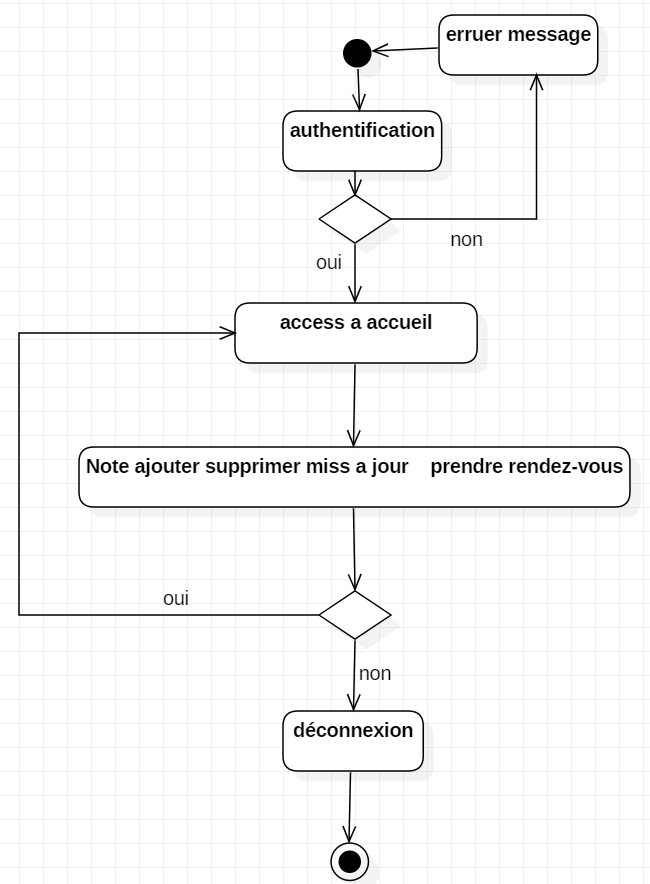 erruer message
authentification
non
oui
access a accueil
Note ajouter supprimer miss a jour prendre rendez-vous
oui
non
déconnexion